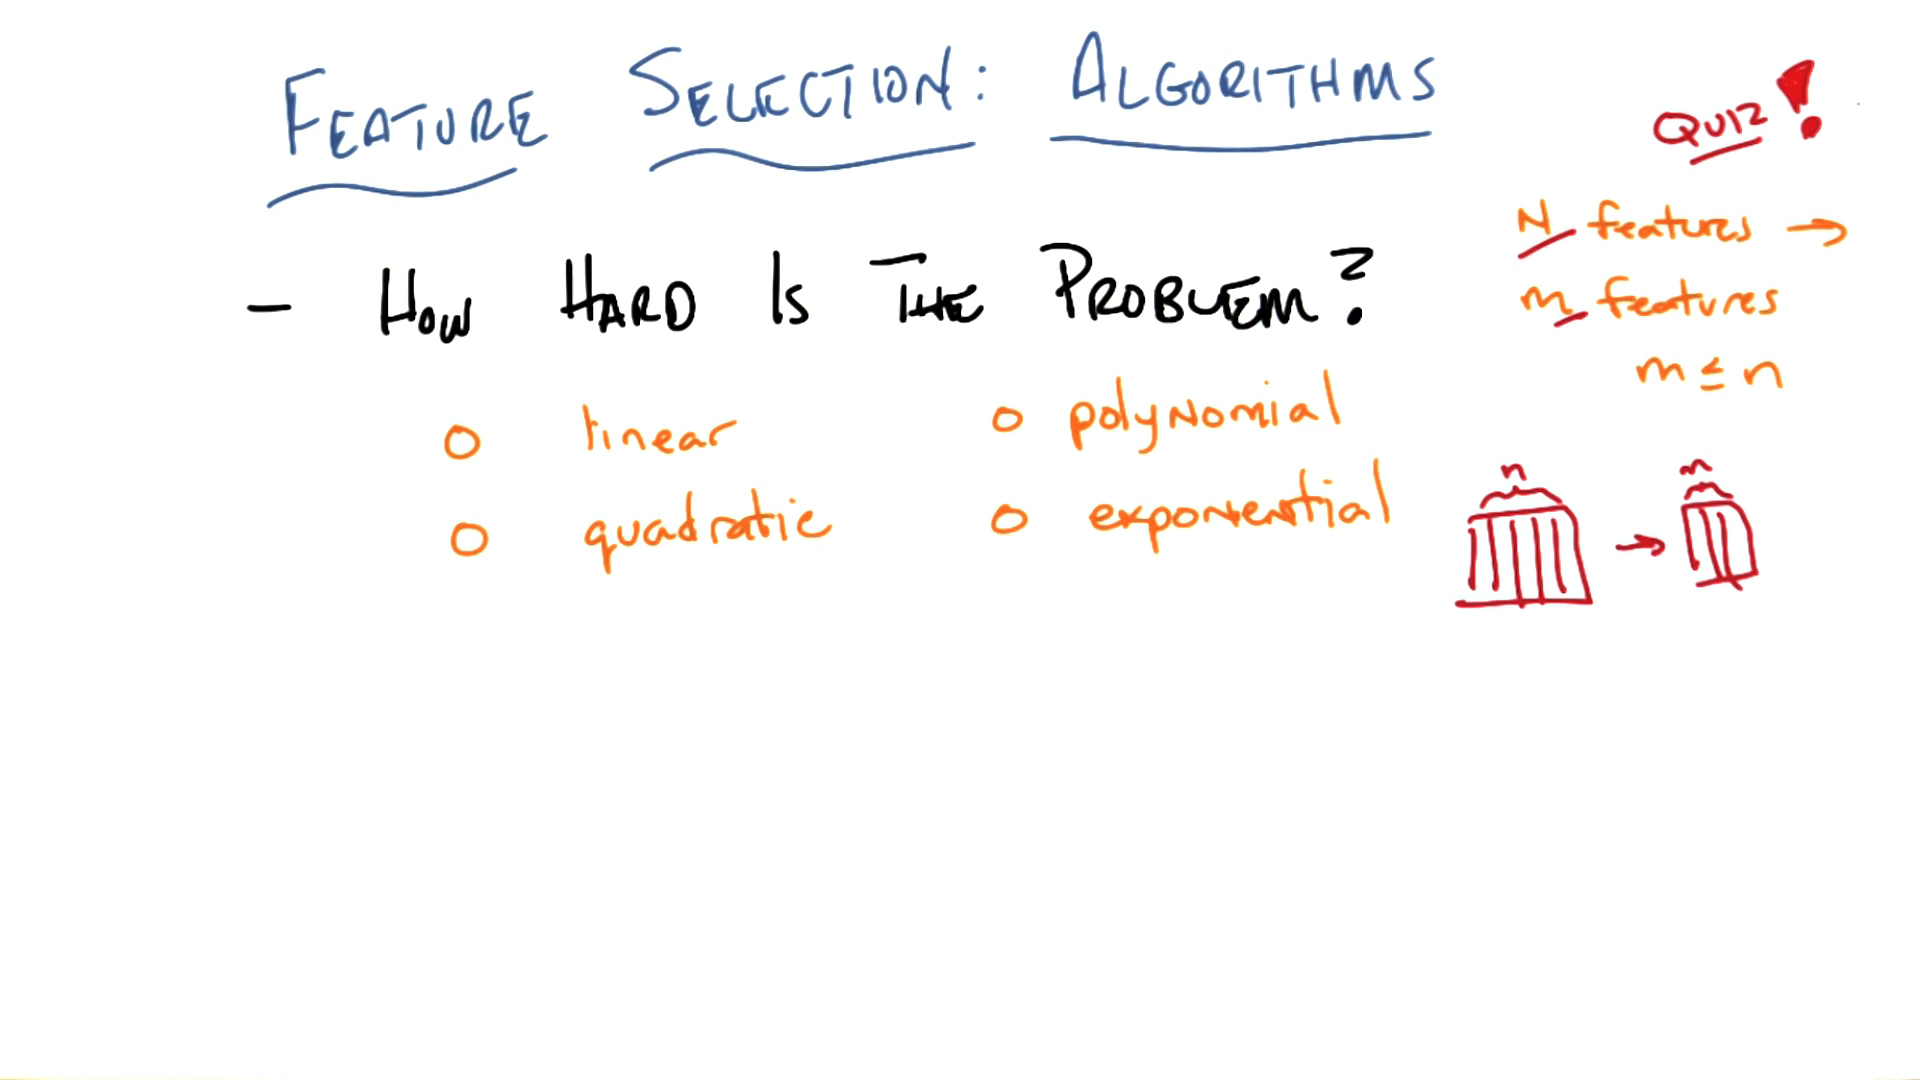 FEATURE SELECTION: ALGORITHMS
QUIZ!
N features →
m features
m ≤ n
- HOW HARD IS THE PROBLEM?
o linear
o polynomial
o quadratic
o exponential
n → m